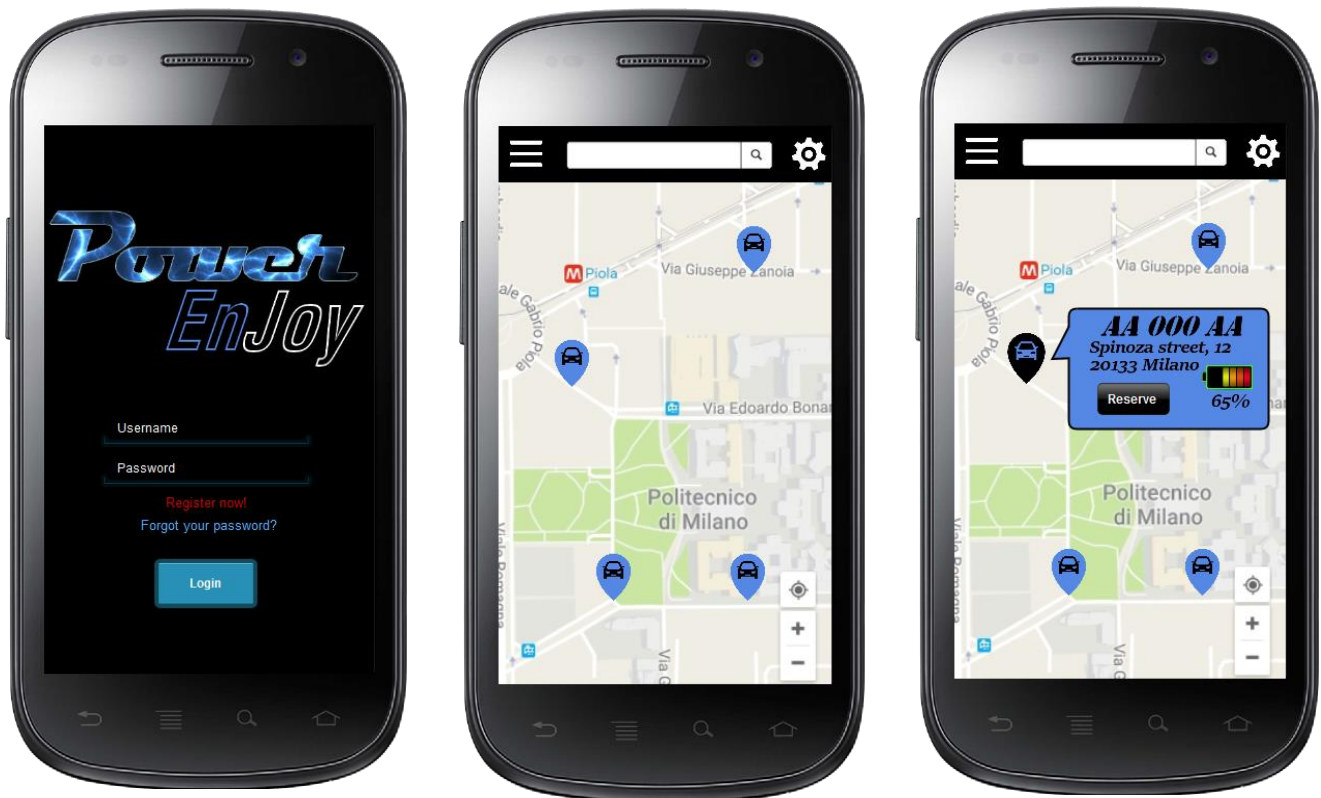 Power
EnJoy
Username
Password
Register now!
Forgot your password?
Login
M Piola
Via Giuseppe Zanoia
ale Gabrio Piola
Via Edoardo Bonar
Politecnico
di Milano
Viale Romagna
Via G
+
−
M Piola
Via Giuseppe Zanoia
ale Gabrio Piola
AA 000 AA
Spinoza street, 12
20133 Milano
Reserve
65%
Politecnico
di Milano
Viale Romagna
Via G
+
−